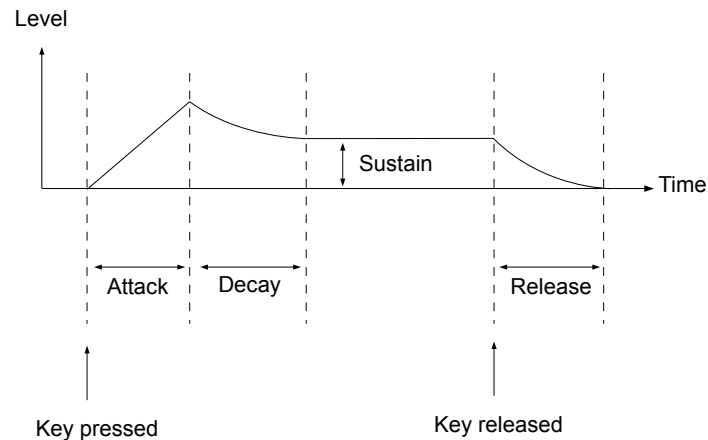 Level
Sustain
Time
Attack
Decay
Release
Key pressed
Key released